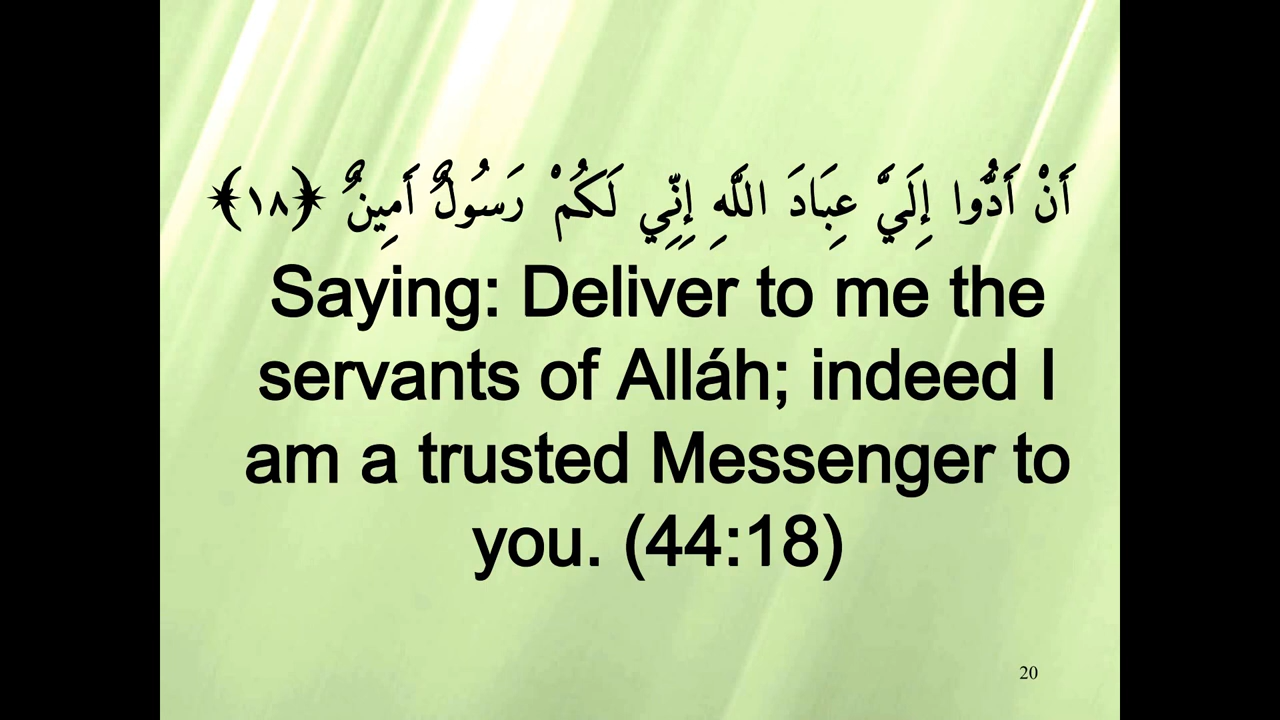 أَنْ أَدُّوا إِلَيَّ عِبَادَ اللَّهِ إِنِّي لَكُمْ رَسُولٌ أَمِينٌ ﴿١٨﴾
Saying: Deliver to me the
servants of Alláh; indeed I
am a trusted Messenger to
you. (44:18)
20